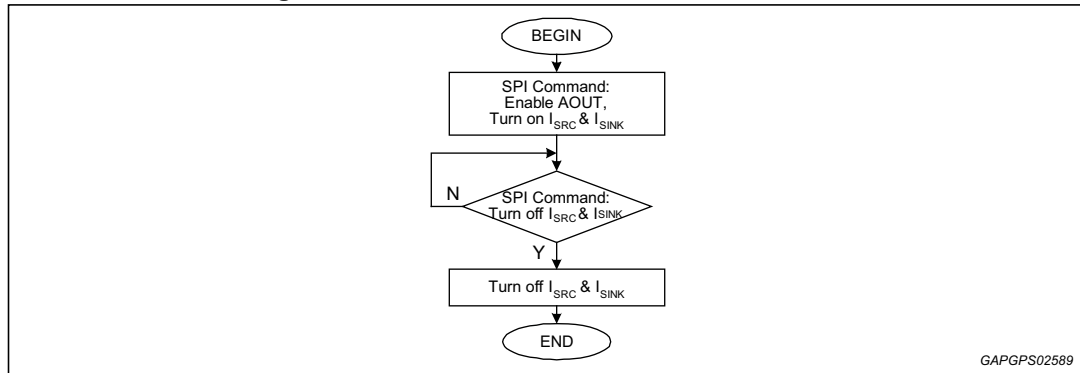 BEGIN
SPI Command:
Enable AOUT,
Turn on ISRC & ISINK
N
SPI Command:
Turn off ISRC & ISINK
Y
Turn off ISRC & ISINK
END
GAPGPS02589